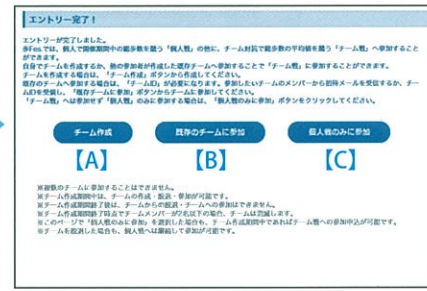 エントリー完了！
エントリーが完了しました。
歩Fes.では、個人で開催期間中の総歩数を競う「個人戦」の他に、チーム対抗で総歩数の平均値を競う「チーム戦」へ参加すること
ができます。
自身でチームを作成するか、他の参加者が作成した既存チームへ参加することで「チーム戦」に参加することができます。
チームを作成する場合は、「チーム作成」ボタンから作成してください。
既存のチームへ参加する場合は、「チームID」が必要になります。参加したいチームのメンバーから招待メールを受信するか、チー
ムIDを受領し、「既存チームに参加」ボタンからチームに参加してください。
「チーム戦」へは参加せず「個人戦」のみに参加する場合は、「個人戦のみに参加」ボタンをクリックしてください。
チーム作成 既存のチームに参加 個人戦のみに参加
【A】 【B】 【C】
※複数のチームに参加することはできません。
※チーム作成期間中は、チームの作成・脱退・参加が可能です。
※チーム作成期間終了後は、チームからの脱退・チームへの参加はできません。
※チーム作成期間終了時点でチームメンバーが2名以下の場合、チームは消滅します。
※このページで「個人戦のみに参加」を選択した場合も、チーム作成期間中であればチーム戦への参加申込が可能です。
※チームを脱退した場合も、個人戦へは継続して参加が可能です。